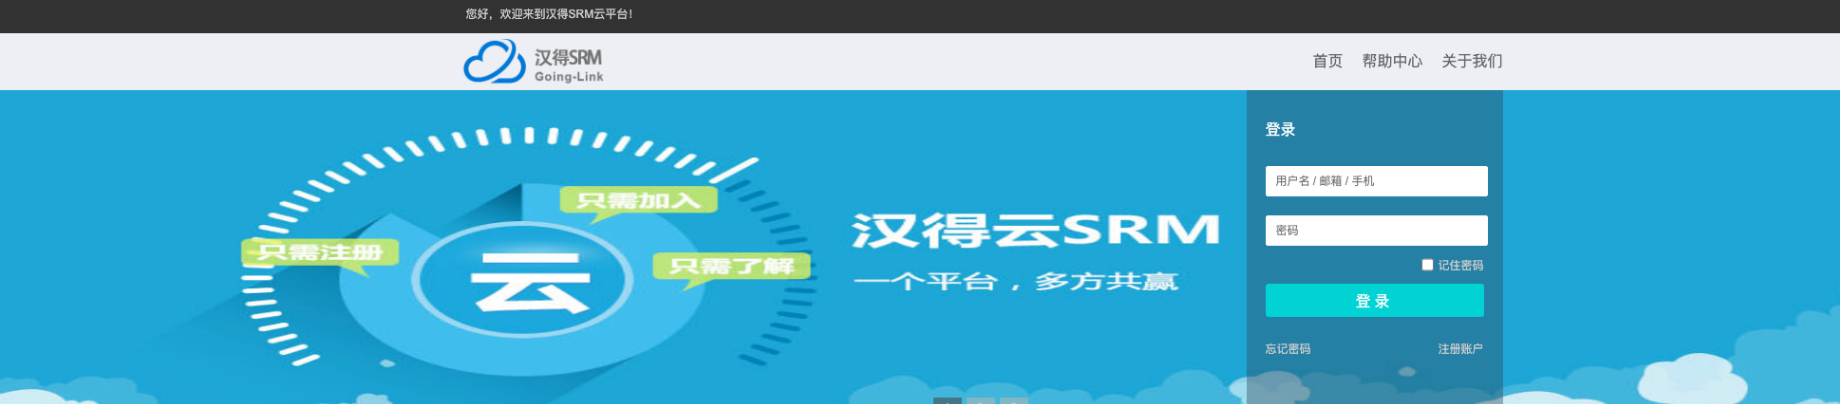 您好，欢迎来到汉得SRM云平台！
汉得SRM
Going-Link
首页 帮助中心 关于我们
登录
用户名 / 邮箱 / 手机
密码
记住密码
登 录
忘记密码 注册账户
只需加入
只需注册
只需了解
云
汉得云SRM
一个平台，多方共赢